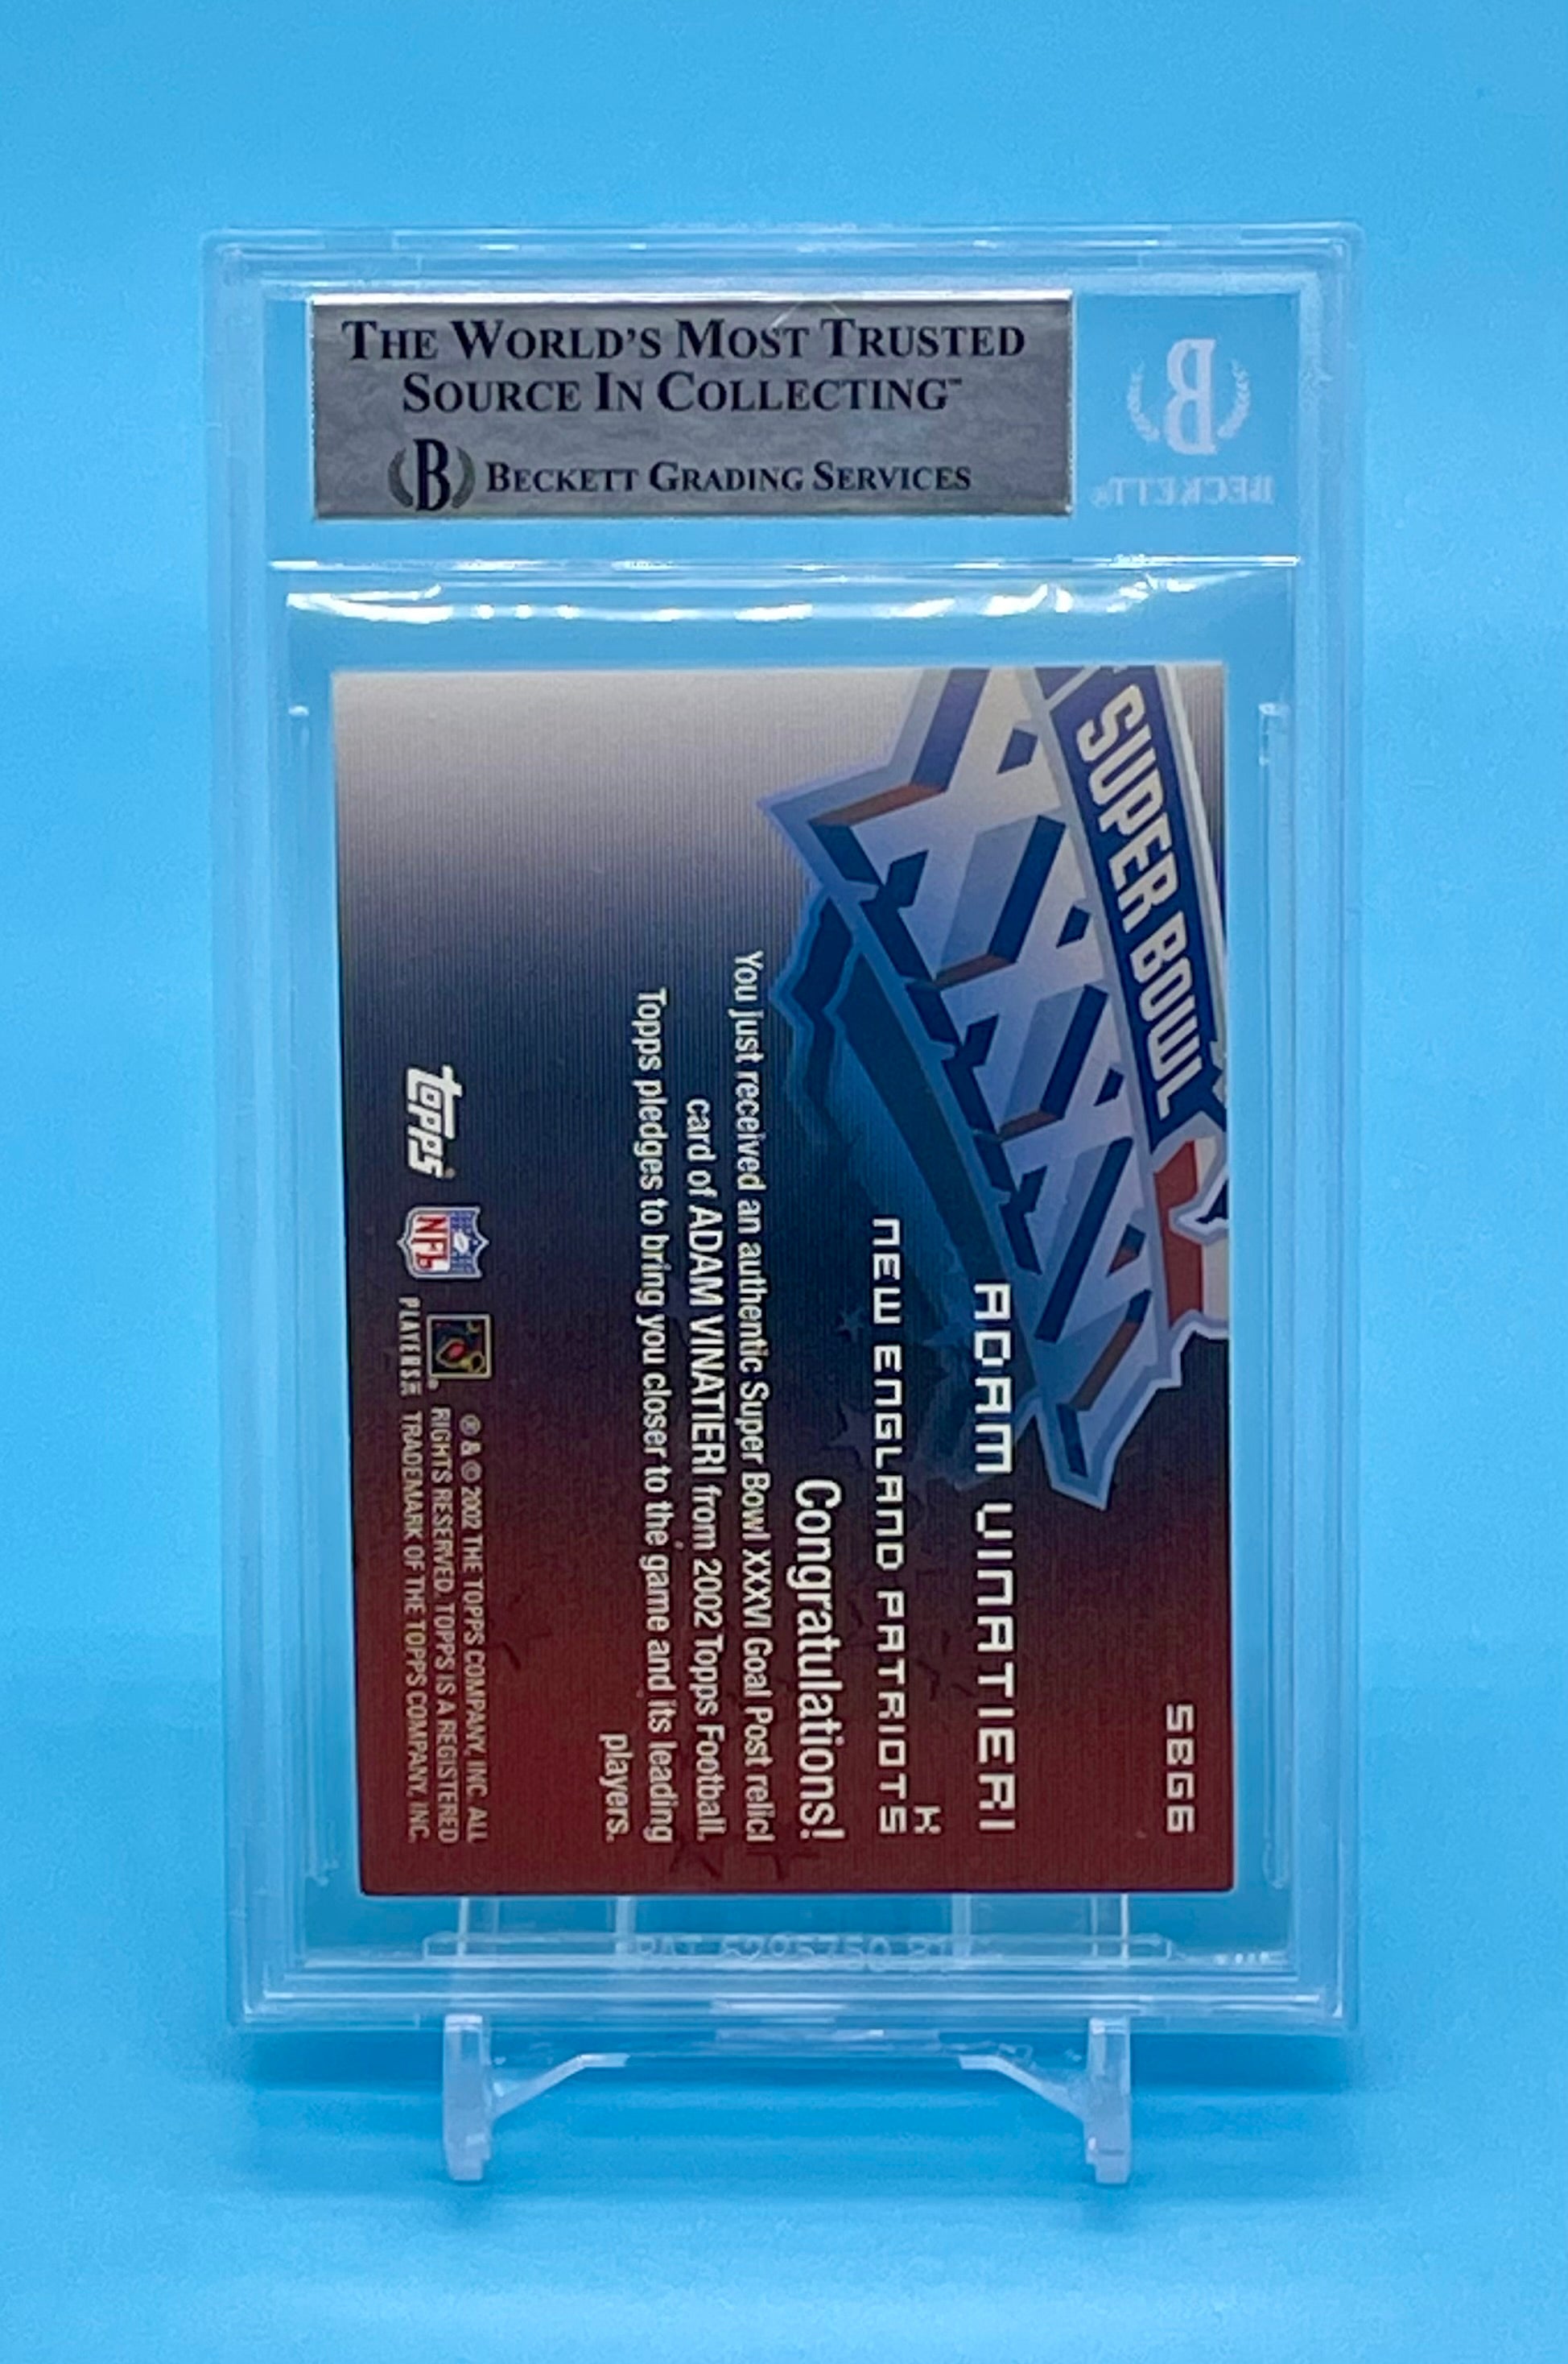 THE WORLD'S MOST TRUSTED
SOURCE IN COLLECTING™
B BECKETT GRADING SERVICES
B
BECKETT®
SUPER BOWL
XXXVI
SBG6
ADAM VINATIERI
K
NEW ENGLAND PATRIOTS
Congratulations!
You just received an authentic Super Bowl XXXVI Goal Post relic!
card of ADAM VINATIERI from 2002 Topps Football.
Topps pledges to bring you closer to the game and its leading
players.
topps®
NFL
PLAYERS
® & © 2002 THE TOPPS COMPANY, INC. ALL
RIGHTS RESERVED. TOPPS IS A REGISTERED
TRADEMARK OF THE TOPPS COMPANY, INC.
PAT 6295750 B1